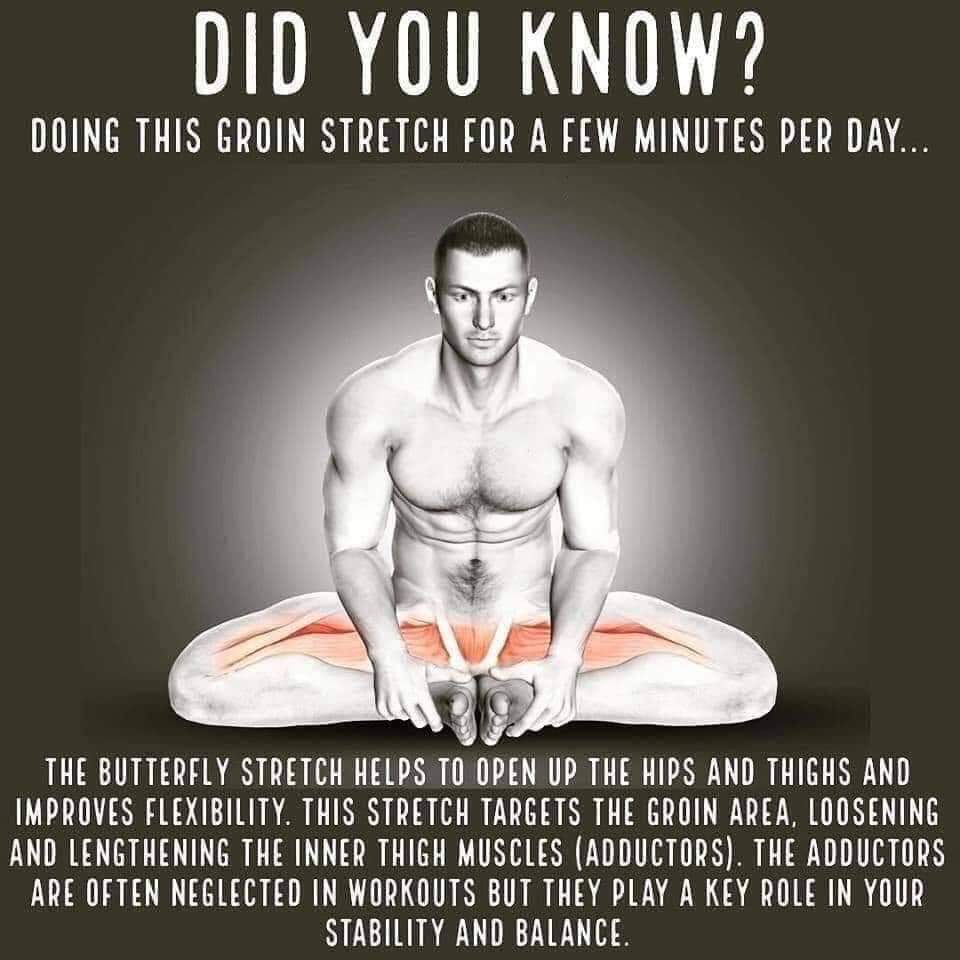 DID YOU KNOW?
DOING THIS GROIN STRETCH FOR A FEW MINUTES PER DAY...
THE BUTTERFLY STRETCH HELPS TO OPEN UP THE HIPS AND THIGHS AND
IMPROVES FLEXIBILITY. THIS STRETCH TARGETS THE GROIN AREA, LOOSENING
AND LENGTHENING THE INNER THIGH MUSCLES (ADDUCTORS). THE ADDUCTORS
ARE OFTEN NEGLECTED IN WORKOUTS BUT THEY PLAY A KEY ROLE IN YOUR
STABILITY AND BALANCE.